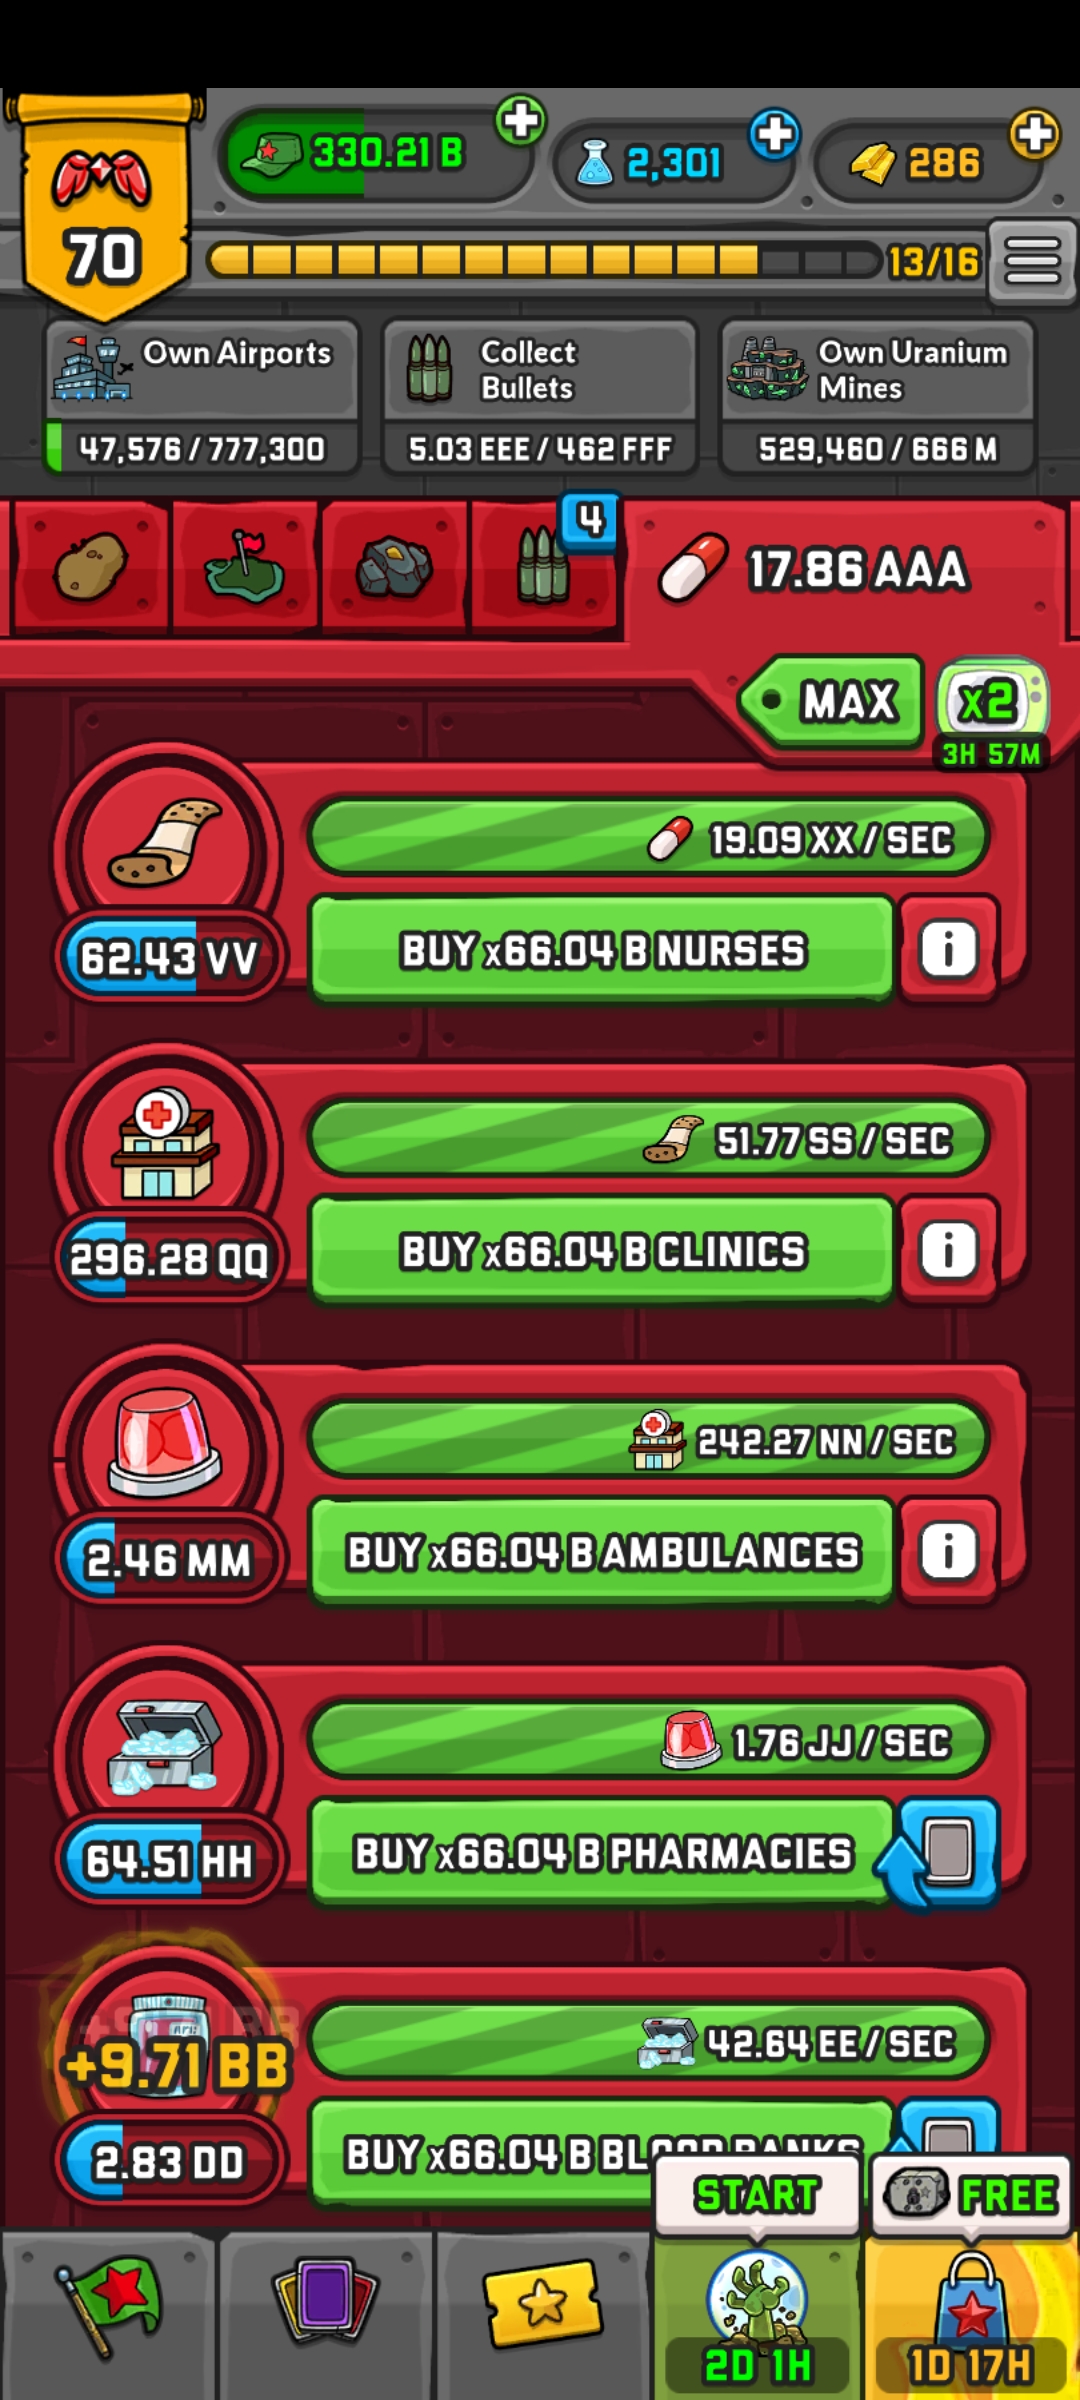 70
330.21 B
2,301
286
13/16
Own Airports
47,576 / 777,300
Collect
Bullets
5.03 EEE / 462 FFF
Own Uranium
Mines
529,460 / 666 M
4
17.86 AAA
MAX
x2
3H 57M
19.09 XX / SEC
62.43 VV
BUY x66.04 B NURSES
i
51.77 SS / SEC
296.28 QQ
BUY x66.04 B CLINICS
i
242.27 NN / SEC
2.46 MM
BUY x66.04 B AMBULANCES
i
1.76 JJ / SEC
64.51 HH
BUY x66.04 B PHARMACIES
+9.71 BB
42.64 EE / SEC
2.83 DD
BUY x66.04 B BLOOD BANKS
START
FREE
2D 1H
1D 17H